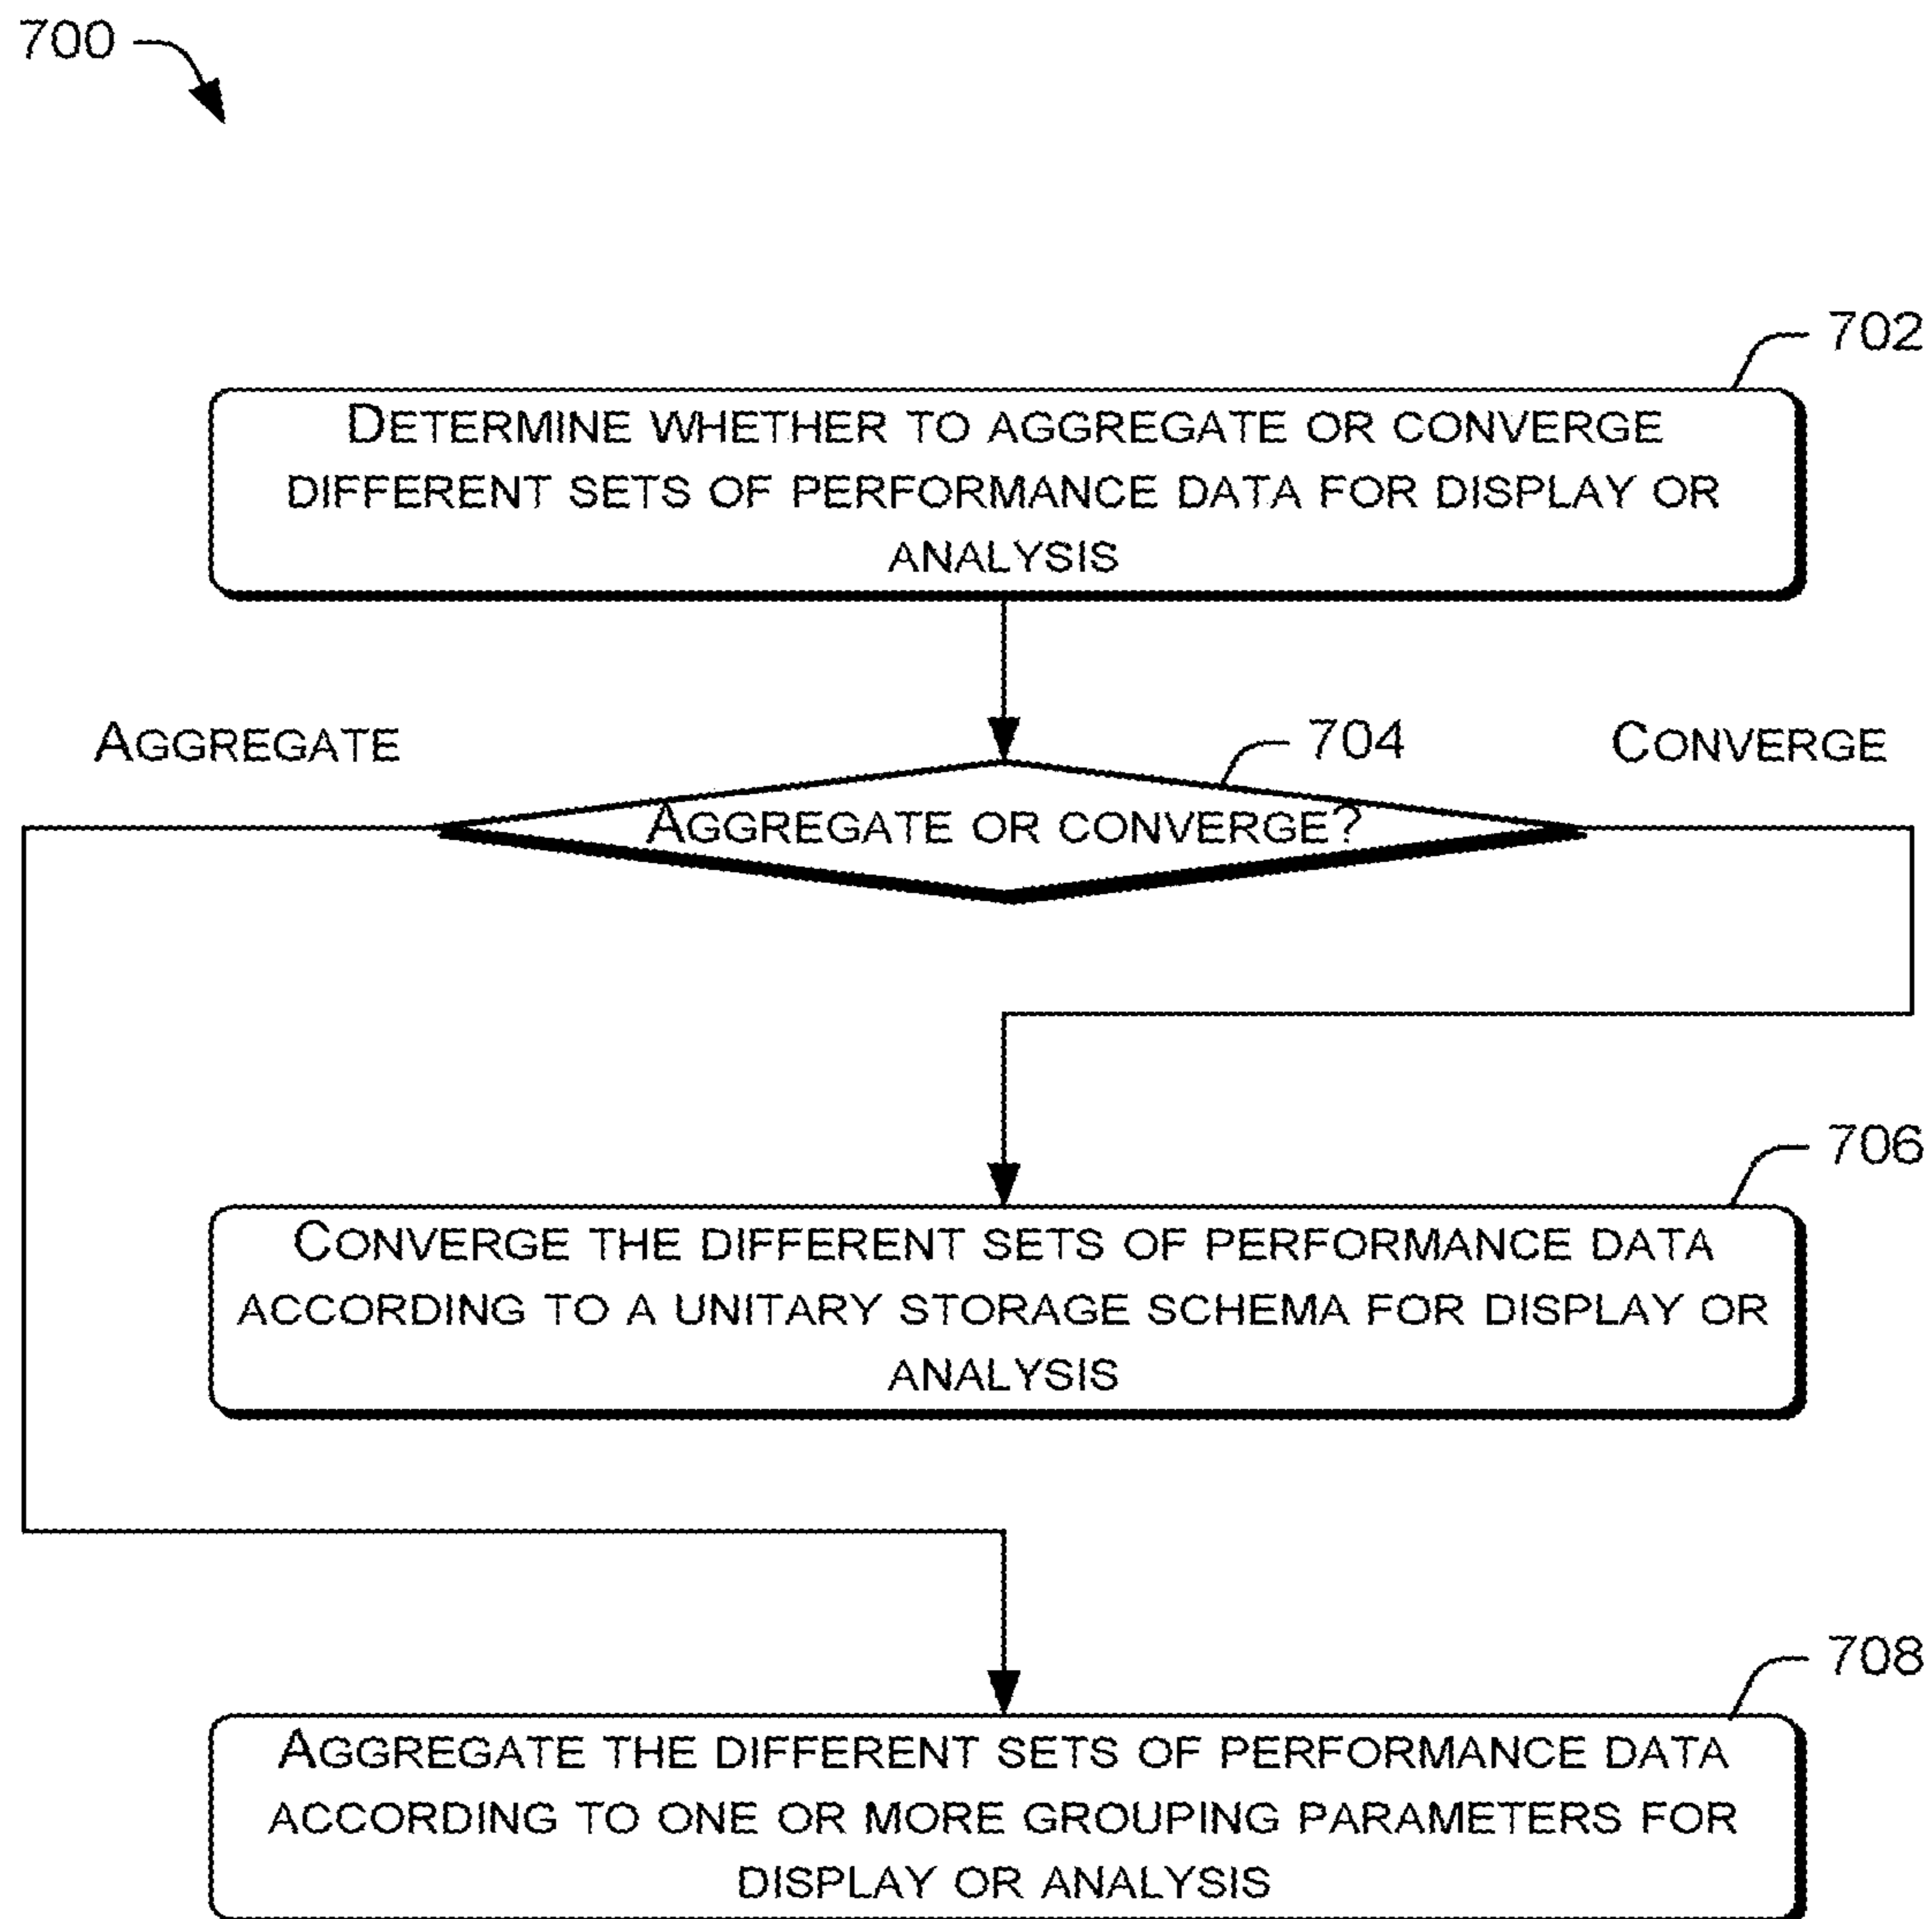 700
702
DETERMINE WHETHER TO AGGREGATE OR CONVERGE
DIFFERENT SETS OF PERFORMANCE DATA FOR DISPLAY OR
ANALYSIS
AGGREGATE
704
CONVERGE
AGGREGATE OR CONVERGE?
706
CONVERGE THE DIFFERENT SETS OF PERFORMANCE DATA
ACCORDING TO A UNITARY STORAGE SCHEMA FOR DISPLAY OR
ANALYSIS
708
AGGREGATE THE DIFFERENT SETS OF PERFORMANCE DATA
ACCORDING TO ONE OR MORE GROUPING PARAMETERS FOR
DISPLAY OR ANALYSIS